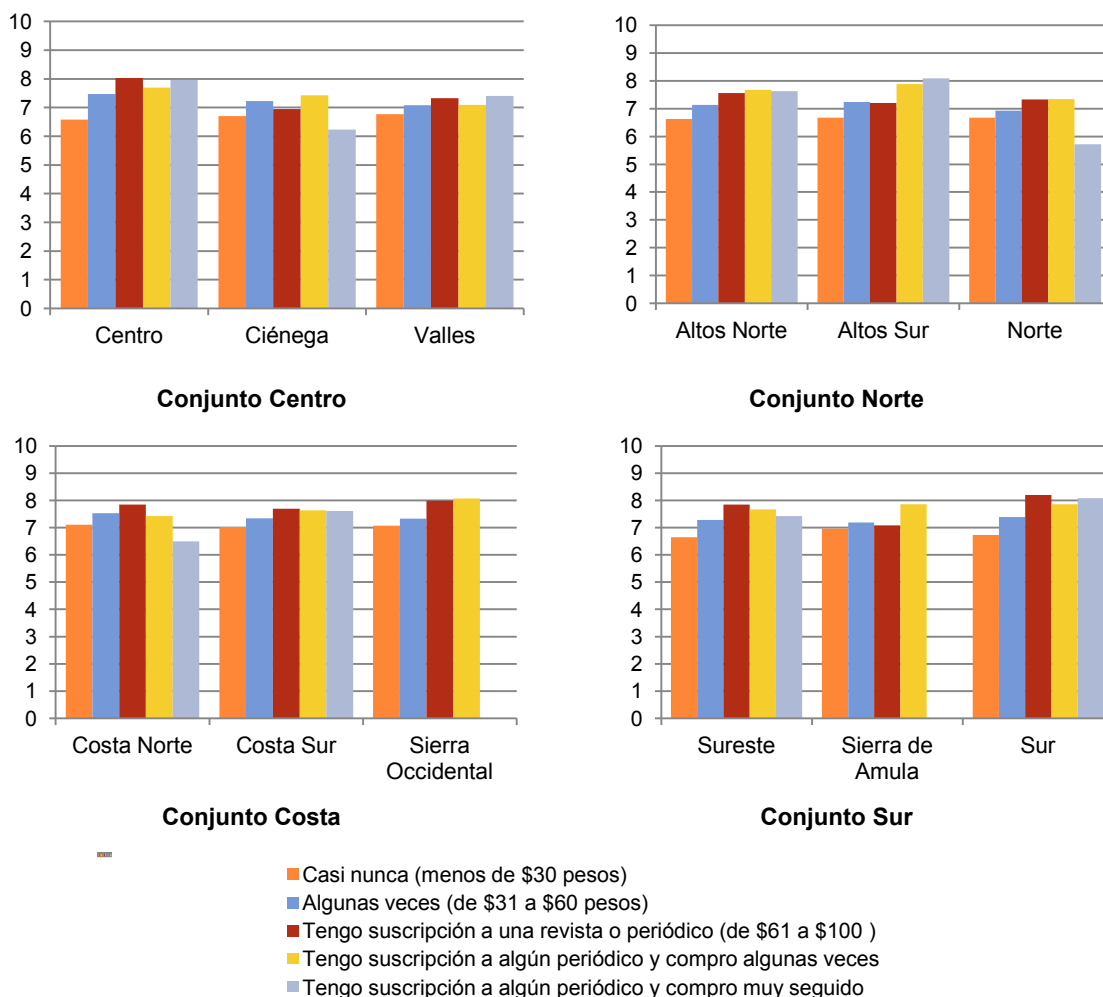 10
9
8
7
6
5
4
3
2
1
0
Centro
Ciénega
Valles
Conjunto Centro
10
9
8
7
6
5
4
3
2
1
0
Altos Norte
Altos Sur
Norte
Conjunto Norte
10
9
8
7
6
5
4
3
2
1
0
Costa Norte
Costa Sur
Sierra
Occidental
Conjunto Costa
10
9
8
7
6
5
4
3
2
1
0
Sureste
Sierra de
Amula
Sur
Conjunto Sur
Casi nunca (menos de $30 pesos)
Algunas veces (de $31 a $60 pesos)
Tengo suscripción a una revista o periódico (de $61 a $100 )
Tengo suscripción a algún periódico y compro algunas veces
Tengo suscripción a algún periódico y compro muy seguido